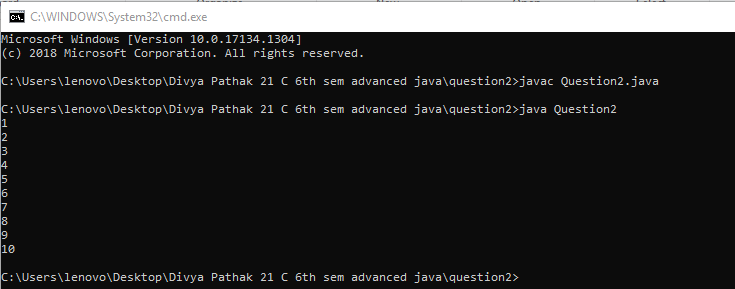 C:\WINDOWS\System32\cmd.exe
Microsoft Windows [Version 10.0.17134.1304]
(c) 2018 Microsoft Corporation. All rights reserved.
C:\Users\lenovo\Desktop\Divya Pathak 21 C 6th sem advanced java\question2>javac Question2.java
C:\Users\lenovo\Desktop\Divya Pathak 21 C 6th sem advanced java\question2>java Question2
1
2
3
4
5
6
7
8
9
10
C:\Users\lenovo\Desktop\Divya Pathak 21 C 6th sem advanced java\question2>